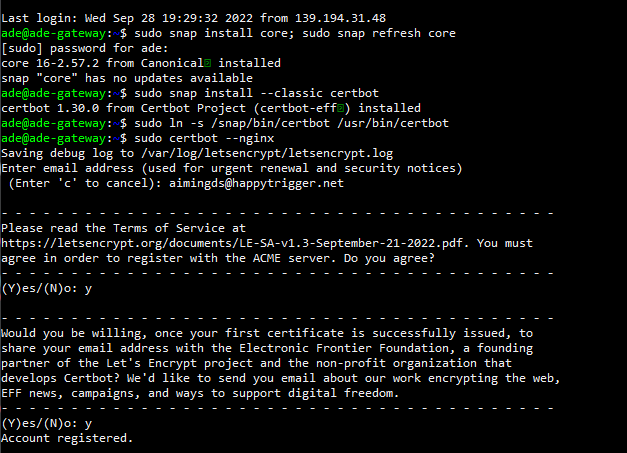 Last login: Wed Sep 28 19:29:32 2022 from 139.194.31.48
ade@ade-gateway:~$ sudo snap install core; sudo snap refresh core
[sudo] password for ade:
core 16-2.57.2 from Canonical✓ installed
snap "core" has no updates available
ade@ade-gateway:~$ sudo snap install --classic certbot
certbot 1.30.0 from Certbot Project (certbot-eff✓) installed
ade@ade-gateway:~$ sudo ln -s /snap/bin/certbot /usr/bin/certbot
ade@ade-gateway:~$ sudo certbot --nginx
Saving debug log to /var/log/letsencrypt/letsencrypt.log
Enter email address (used for urgent renewal and security notices)
 (Enter 'c' to cancel): aimingds@happytrigger.net
- - - - - - - - - - - - - - - - - - - - - - - - - - - - - - - - - - - - - - - -
Please read the Terms of Service at
https://letsencrypt.org/documents/LE-SA-v1.3-September-21-2022.pdf. You must
agree in order to register with the ACME server. Do you agree?
- - - - - - - - - - - - - - - - - - - - - - - - - - - - - - - - - - - - - - - -
(Y)es/(N)o: y
- - - - - - - - - - - - - - - - - - - - - - - - - - - - - - - - - - - - - - - -
Would you be willing, once your first certificate is successfully issued, to
share your email address with the Electronic Frontier Foundation, a founding
partner of the Let's Encrypt project and the non-profit organization that
develops Certbot? We'd like to send you email about our work encrypting the web,
EFF news, campaigns, and ways to support digital freedom.
- - - - - - - - - - - - - - - - - - - - - - - - - - - - - - - - - - - - - - - -
(Y)es/(N)o: y
Account registered.